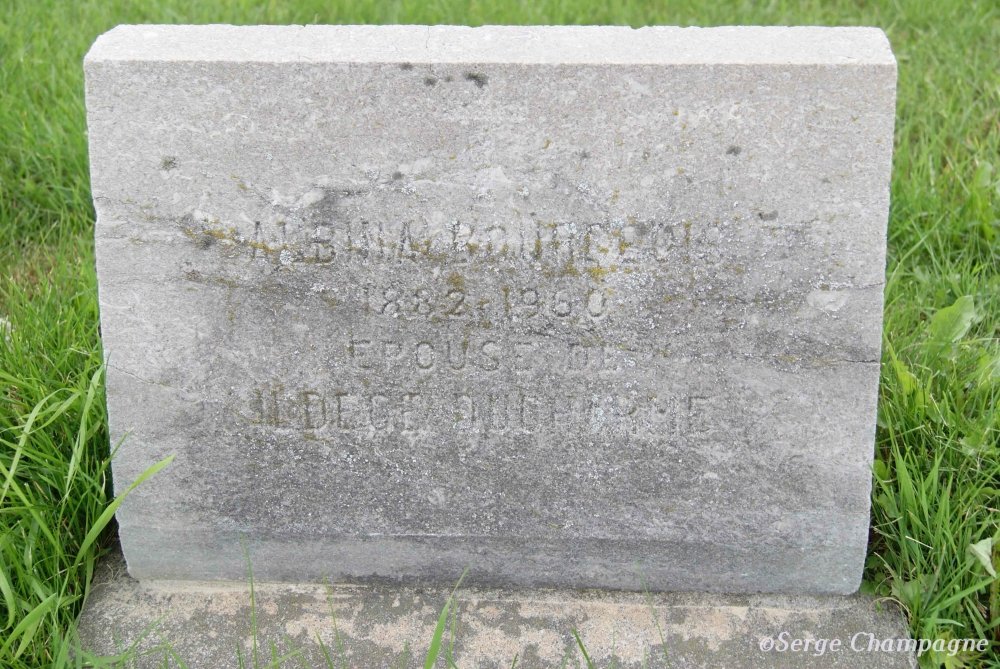 ALBINA BOURGEOIS
1882-1960
EPOUSE DE
ILDEGE DUCHARME
©Serge Champagne